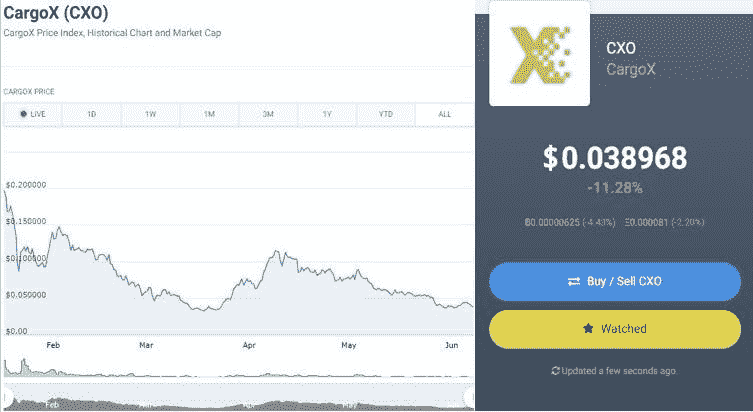 CargoX (CXO)
CargoX Price Index, Historical Chart and Market Cap
CARGOX PRICE
LIVE 1D 1W 1M 3M 1Y YTD ALL
$0.200000
$0.150000
$0.100000
$0.050000
$0.00
Feb Mar Apr May Jun
Feb Apr May
CXO
CargoX
$0.038968
-11.28%
Ƀ0.00000625 (-4.43%) Ξ0.000081 (-2.20%)
Buy / Sell CXO
Watched
Updated a few seconds ago